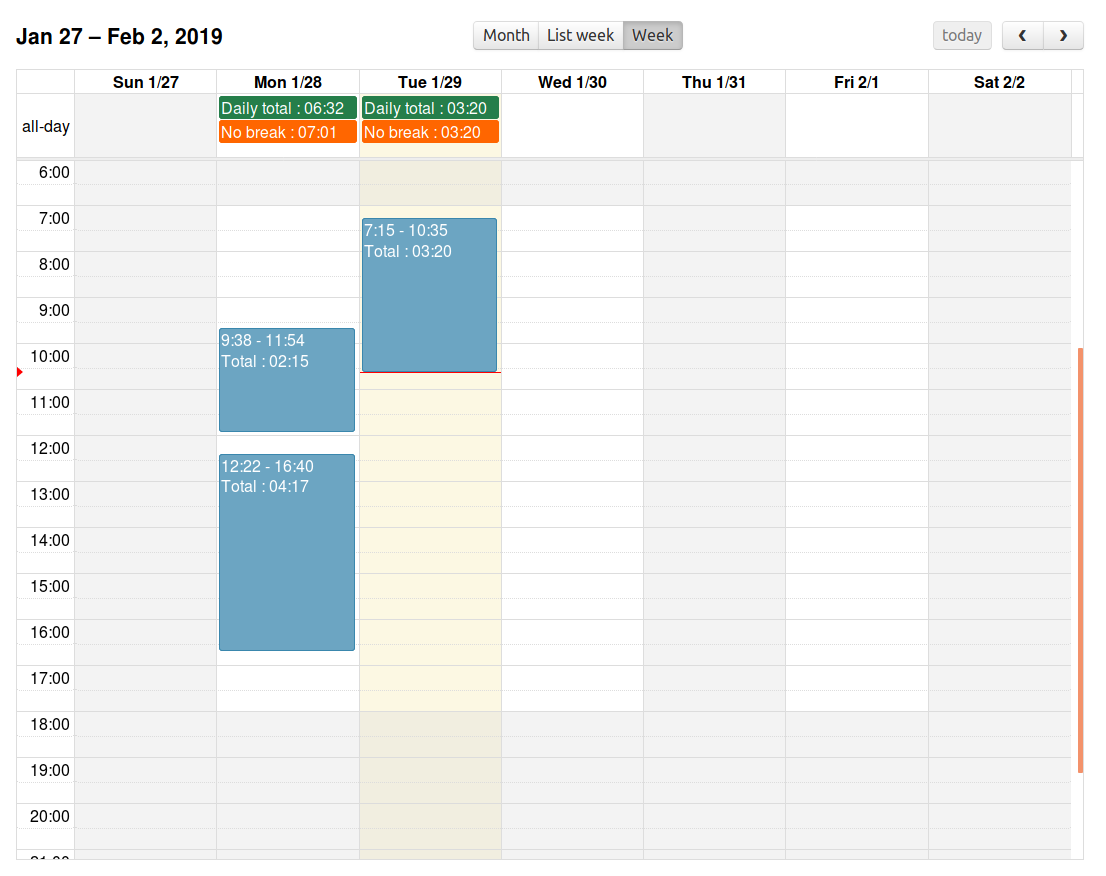 Jan 27 – Feb 2, 2019
Month List week Week
today
Sun 1/27 Mon 1/28 Tue 1/29 Wed 1/30 Thu 1/31 Fri 2/1 Sat 2/2
all-day
Daily total : 06:32
No break : 07:01
Daily total : 03:20
No break : 03:20
6:00
7:00
8:00
9:00
10:00
11:00
12:00
13:00
14:00
15:00
16:00
17:00
18:00
19:00
20:00
21:00
9:38 - 11:54
Total : 02:15
12:22 - 16:40
Total : 04:17
7:15 - 10:35
Total : 03:20